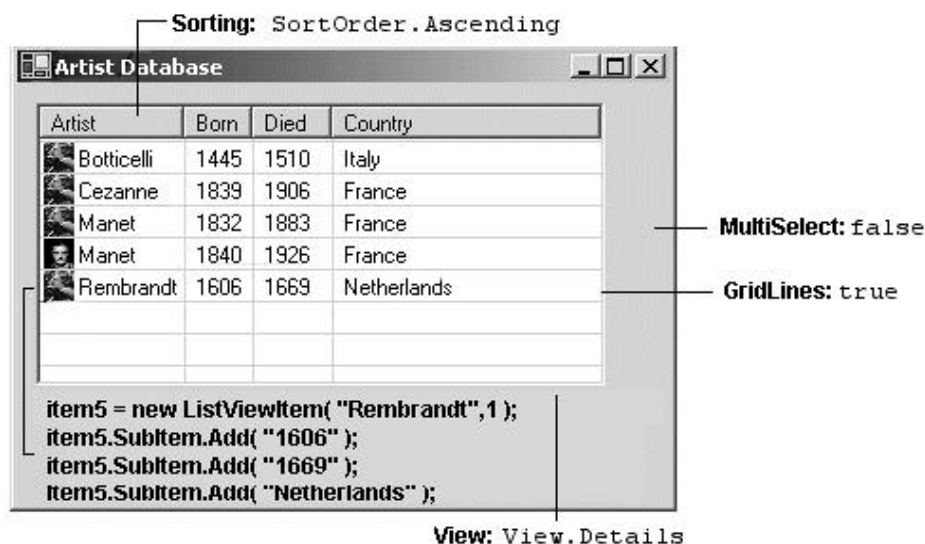 Sorting: SortOrder.Ascending
Artist Database
Artist Born Died Country
Botticelli 1445 1510 Italy
Cezanne 1839 1906 France
Manet 1832 1883 France
Manet 1840 1926 France
Rembrandt 1606 1669 Netherlands
MultiSelect: false
GridLines: true
item5 = new ListViewItem( "Rembrandt",1 );
item5.SubItem.Add( "1606" );
item5.SubItem.Add( "1669" );
Item5.SubItem.Add( "Netherlands" );
View: View.Details